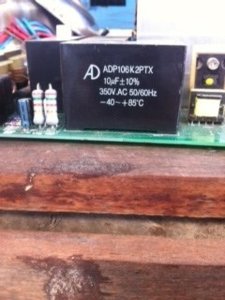 AD ADP106K2PTX
10μF±10%
350V.AC 50/60Hz
-40~+85°C